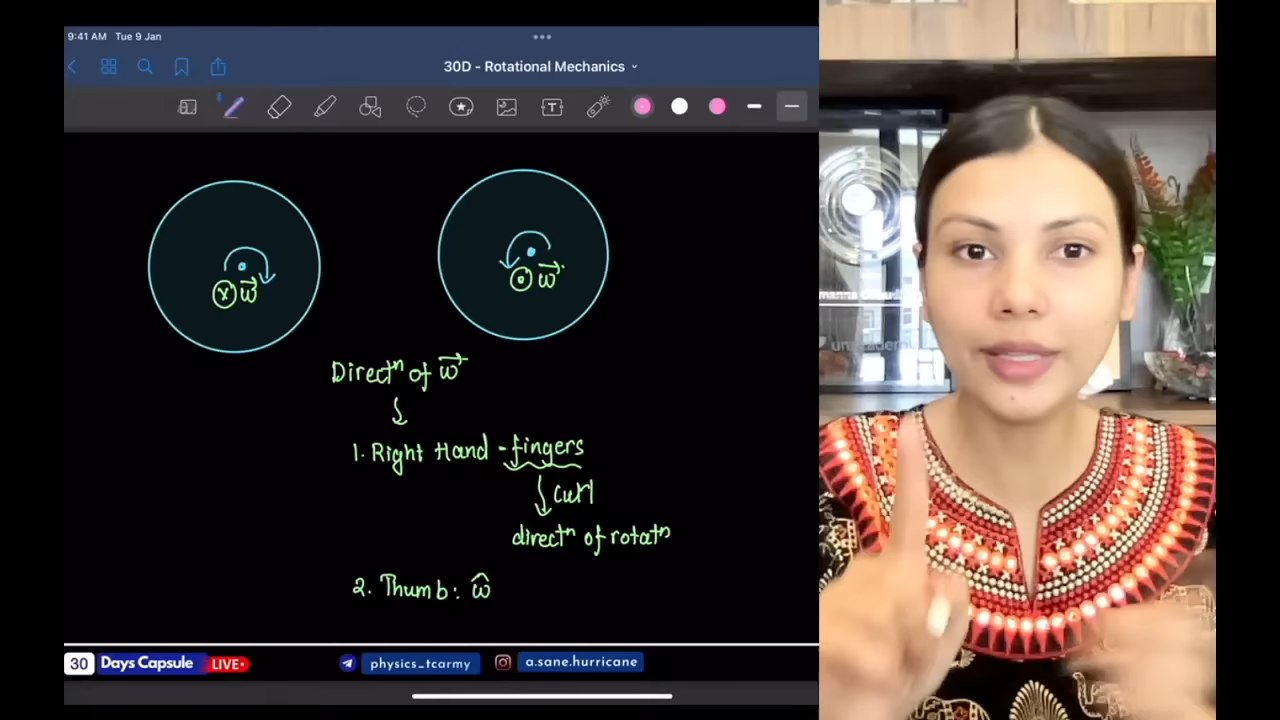 9:41 AM Tue 9 Jan
30D - Rotational Mechanics
ω⃗
ω⃗
Directⁿ of ω⃗
1. Right Hand - fingers
curl
directⁿ of rotatⁿ
2. Thumb: ω̂
30 Days Capsule LIVE
physics_tcarmy
a.sane.hurricane